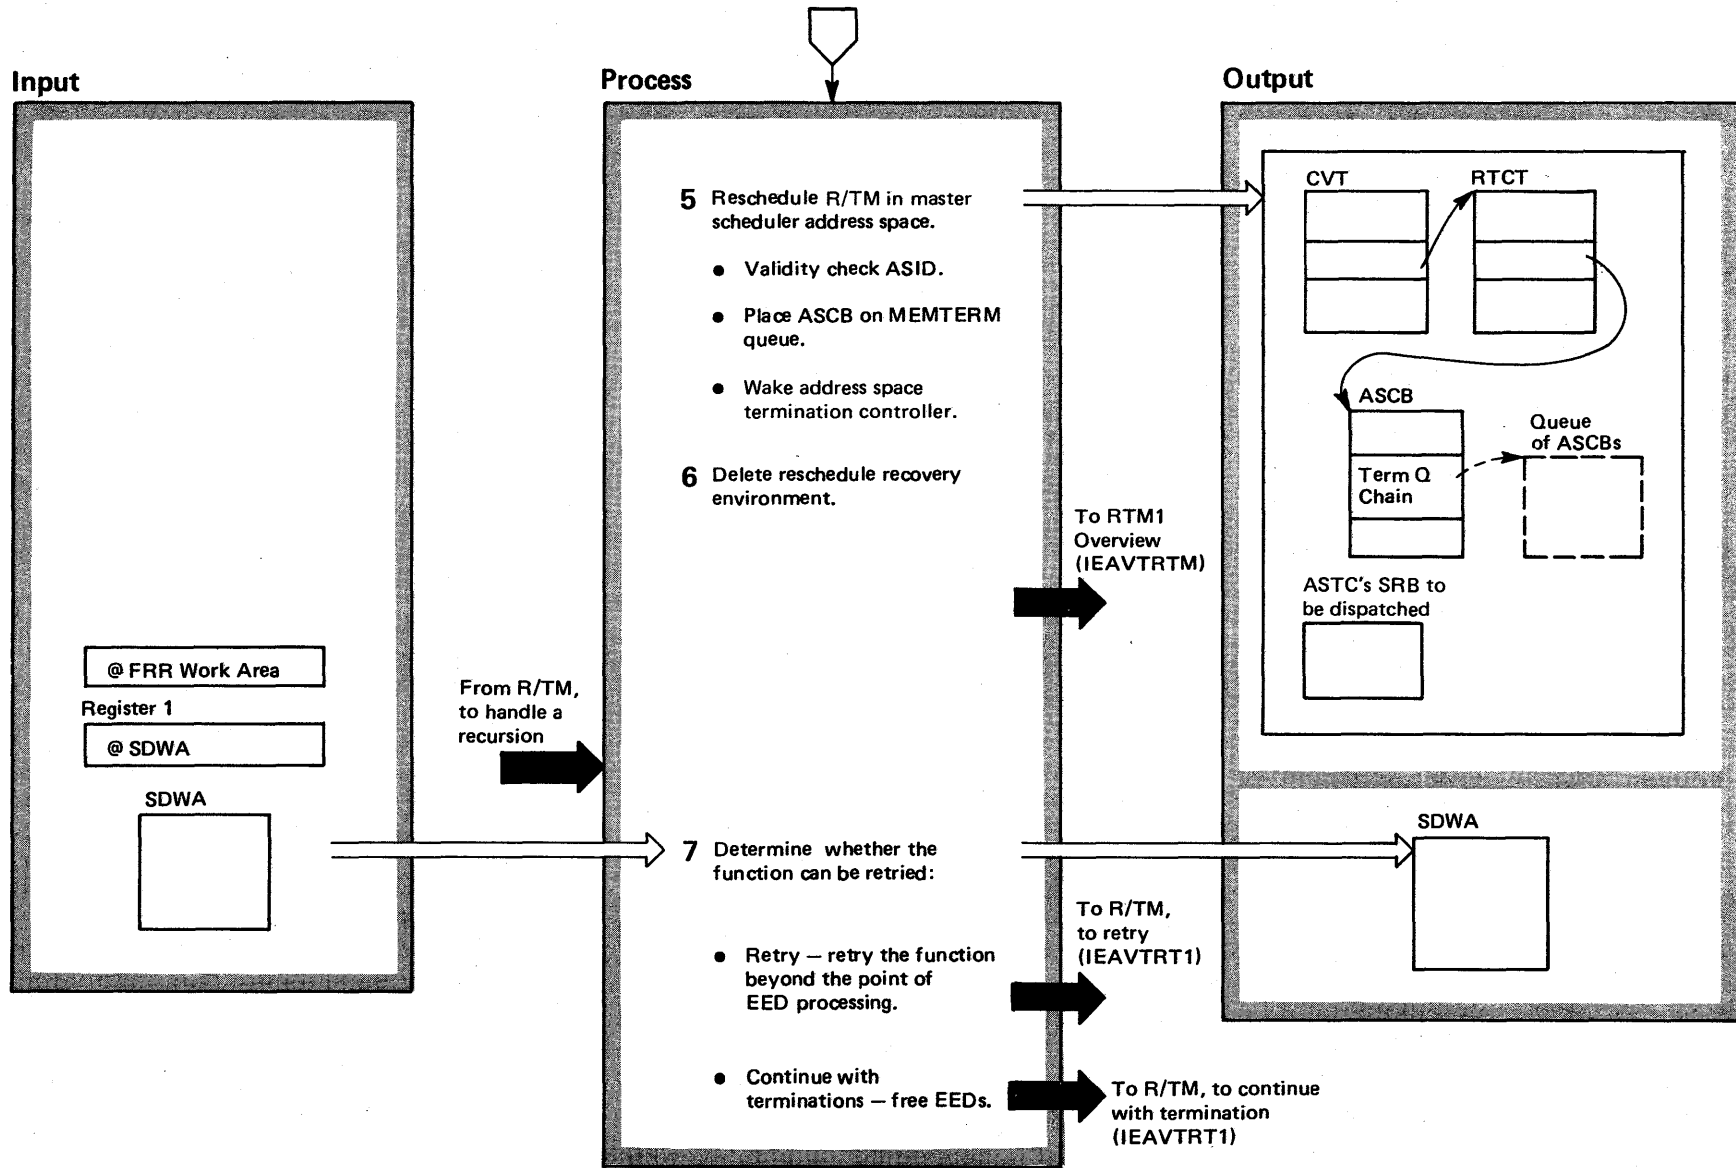 Input
@ FRR Work Area
Register 1
@ SDWA
SDWA
From R/TM,
to handle a
recursion
Process
5 Reschedule R/TM in master
scheduler address space.
● Validity check ASID.
● Place ASCB on MEMTERM
queue.
● Wake address space
termination controller.
6 Delete reschedule recovery
environment.
To RTM1
Overview
(IEAVTRTM)
7 Determine whether the
function can be retried:
● Retry — retry the function
beyond the point of
EED processing.
To R/TM,
to retry
(IEAVTRT1)
● Continue with
terminations — free EEDs.
To R/TM, to continue
with termination
(IEAVTRT1)
Output
CVT
RTCT
ASCB
Term Q
Chain
Queue
of ASCBs
ASTC's SRB to
be dispatched
SDWA